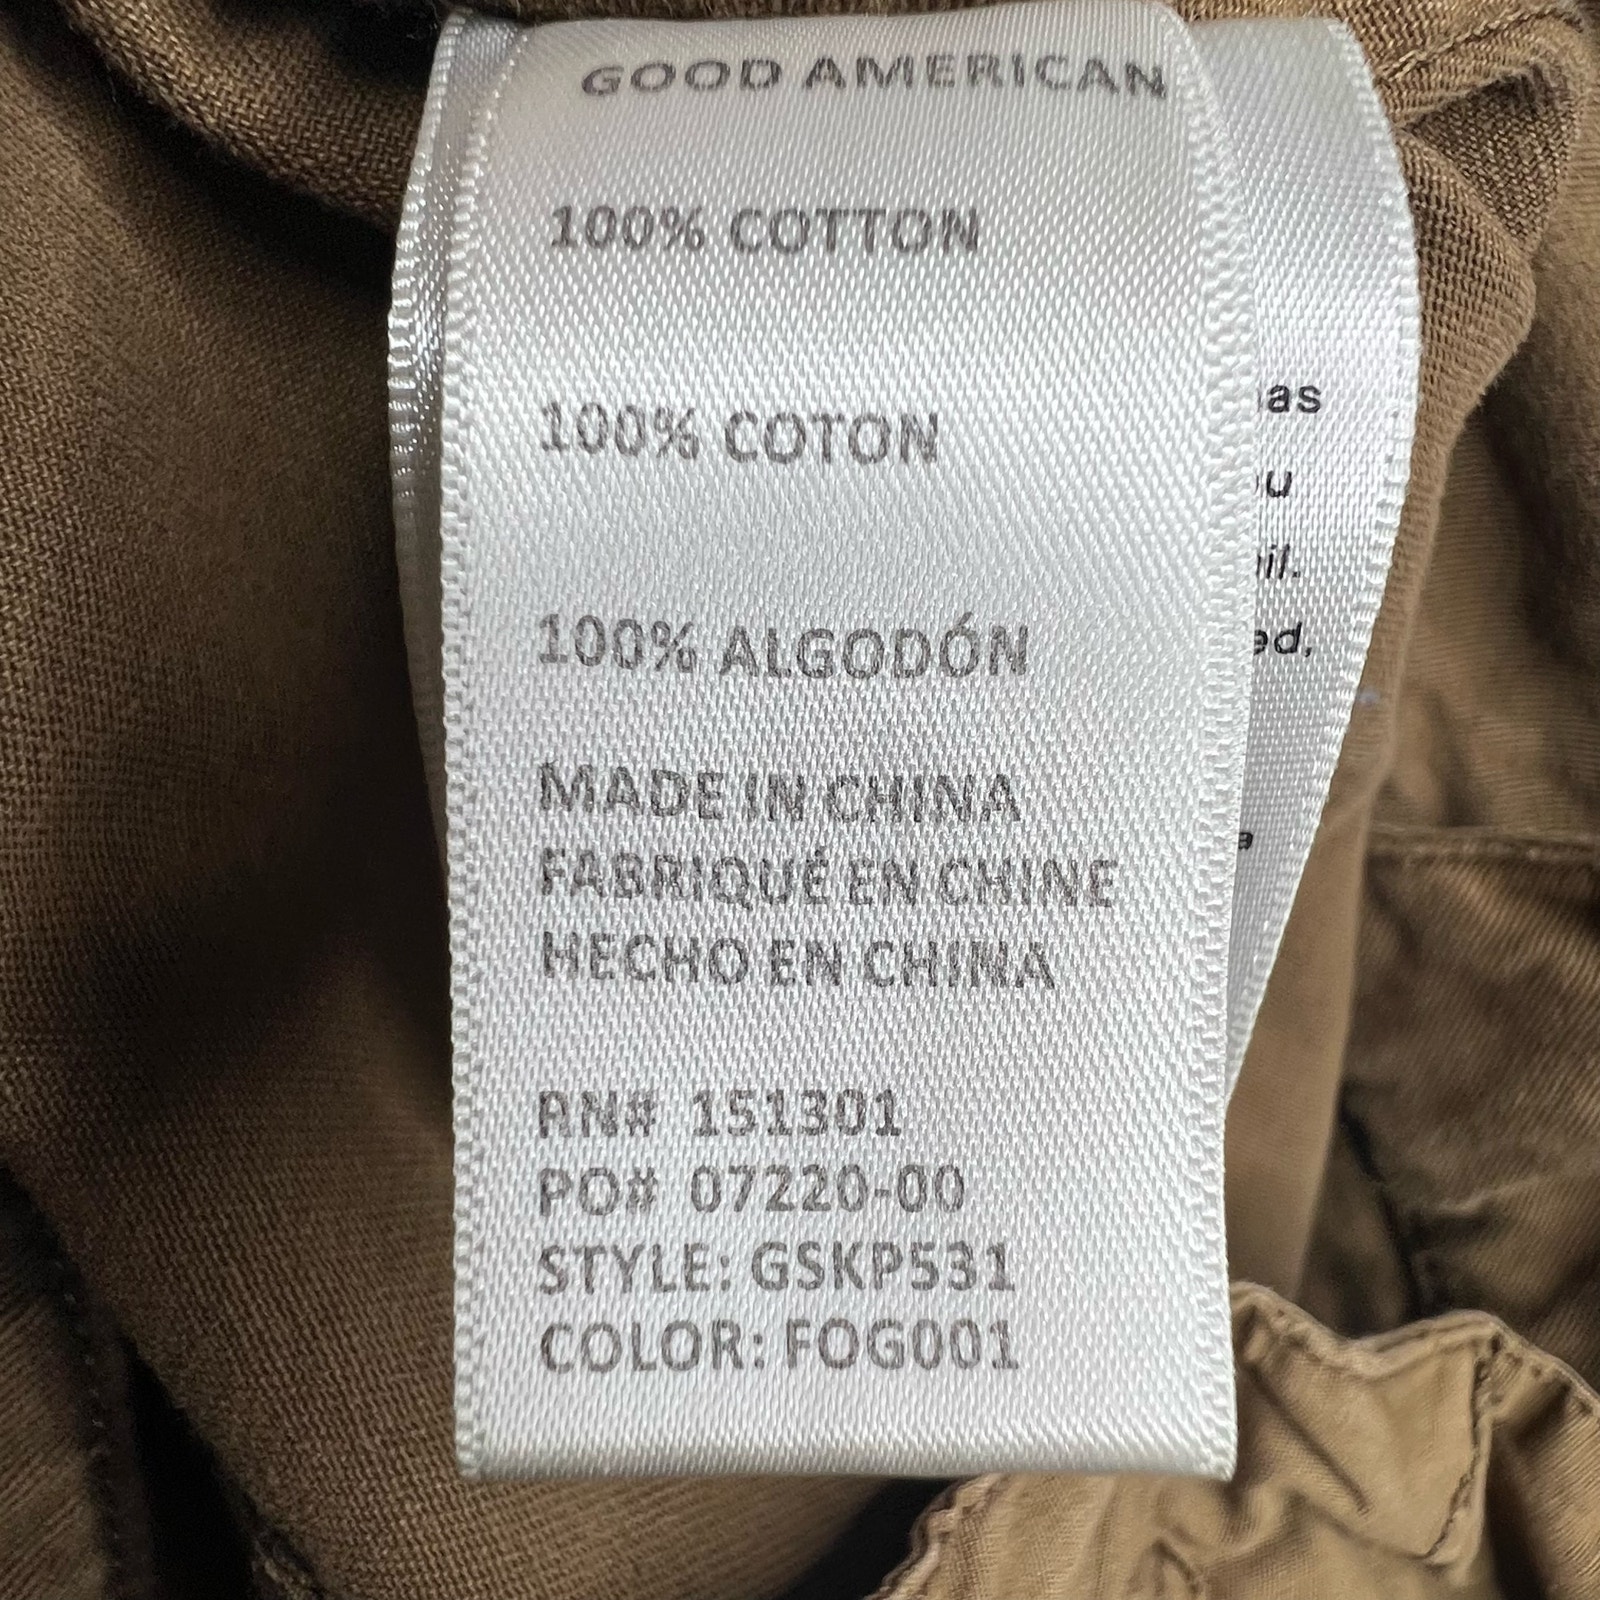 GOOD AMERICAN
100% COTTON
100% COTON
100% ALGODÓN
MADE IN CHINA
FABRIQUÉ EN CHINE
HECHO EN CHINA
RN# 151301
PO# 07220-00
STYLE: GSKP531
COLOR: FOG001